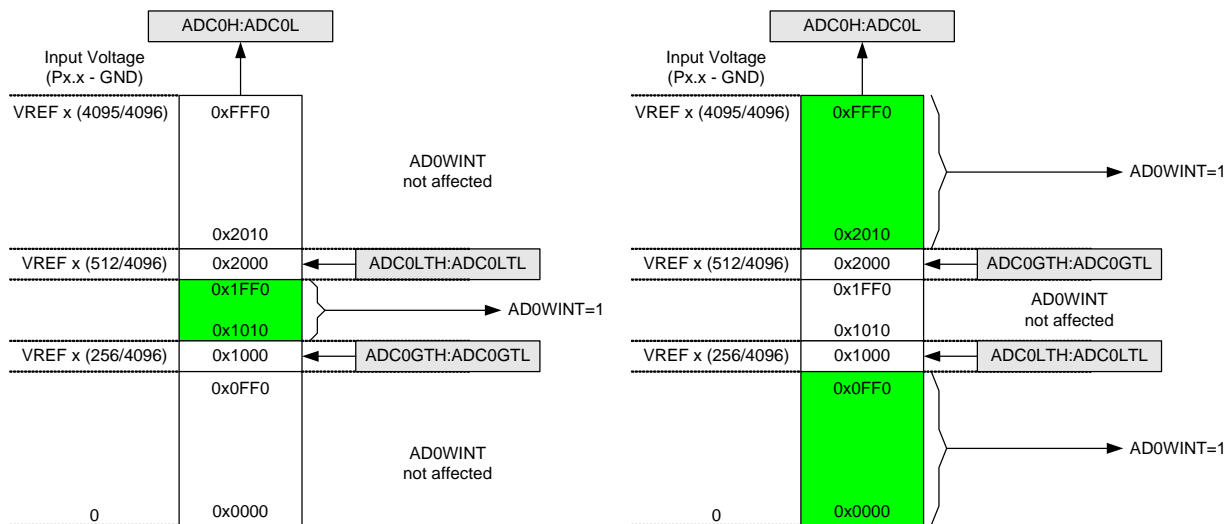 ADC0H:ADC0L
Input Voltage
(Px.x - GND)
VREF x (4095/4096)
0xFFF0
AD0WINT
not affected
0x2010
VREF x (512/4096)
0x2000
ADC0LTH:ADC0LTL
0x1FF0
AD0WINT=1
0x1010
VREF x (256/4096)
0x1000
ADC0GTH:ADC0GTL
0x0FF0
AD0WINT
not affected
0
0x0000
ADC0H:ADC0L
Input Voltage
(Px.x - GND)
VREF x (4095/4096)
0xFFF0
AD0WINT=1
0x2010
VREF x (512/4096)
0x2000
ADC0GTH:ADC0GTL
0x1FF0
AD0WINT
not affected
0x1010
VREF x (256/4096)
0x1000
ADC0LTH:ADC0LTL
0x0FF0
AD0WINT=1
0
0x0000